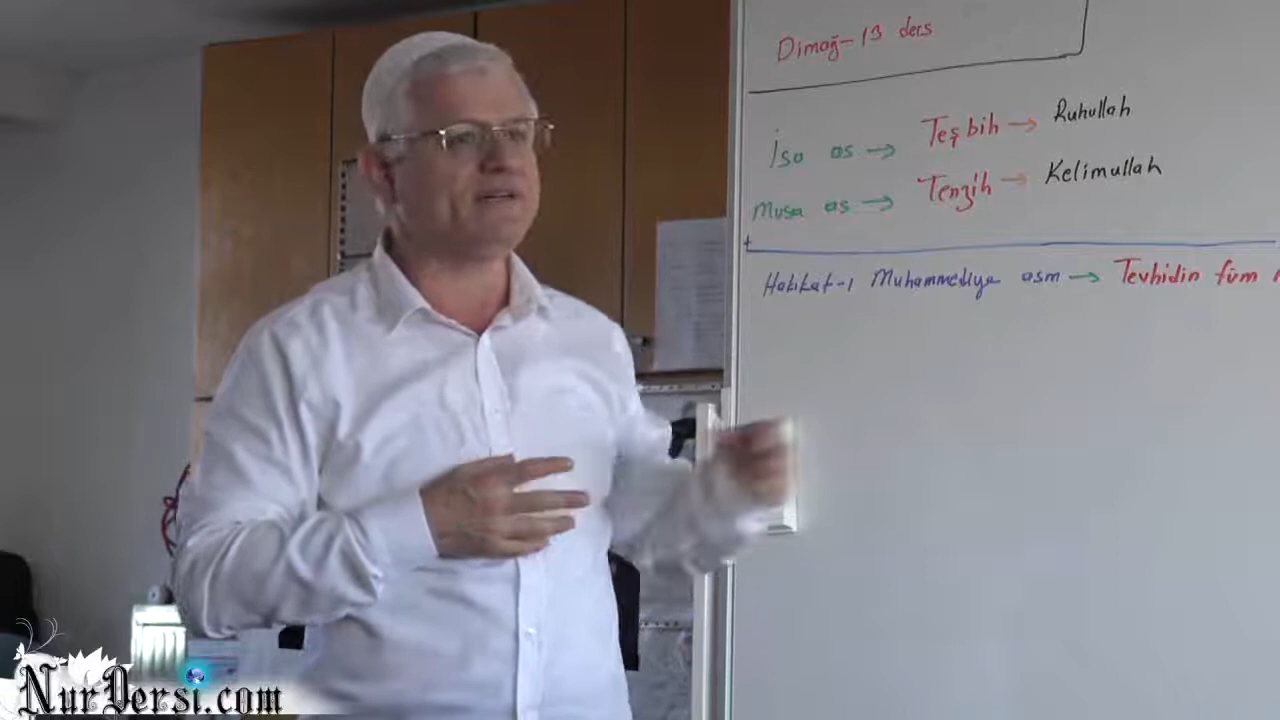 Dimağ-13 ders
İsa as → Teşbih → Ruhullah
Musa as → Tenzih → Kelimullah
Hakikat-ı Muhammediye asm → Tevhidin tüm
NurDersi.com